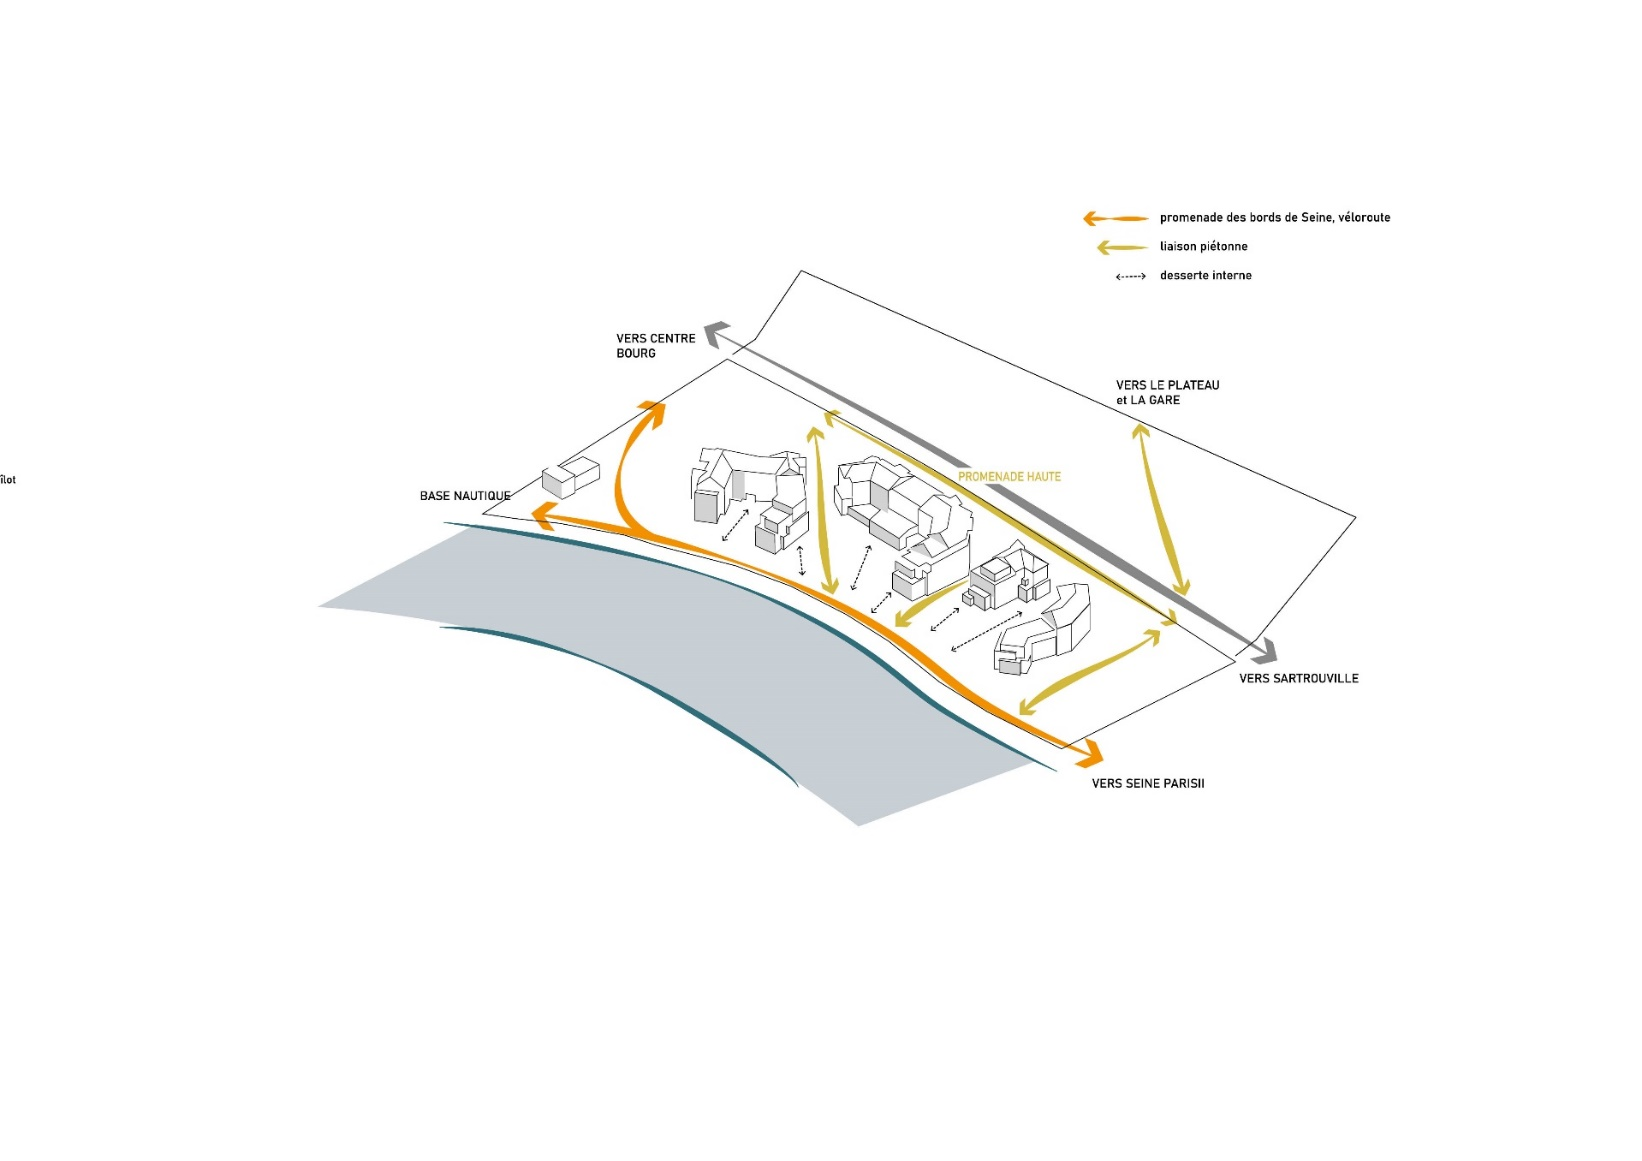 promenade des bords de Seine, véloroute
liaison piétonne
desserte interne
VERS CENTRE
BOURG
VERS LE PLATEAU
et LA GARE
PROMENADE HAUTE
îlot
BASE NAUTIQUE
VERS SARTROUVILLE
VERS SEINE PARISII